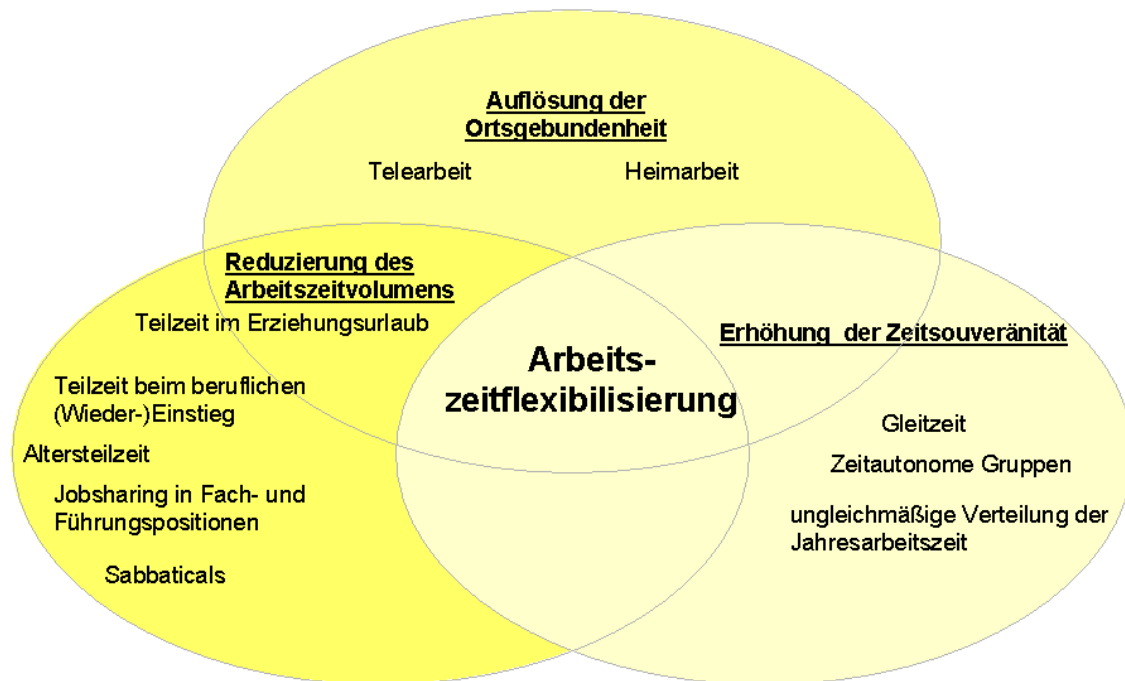 Auflösung der
Ortsgebundenheit
Telearbeit
Heimarbeit
Reduzierung des
Arbeitszeitvolumens
Teilzeit im Erziehungsurlaub
Teilzeit beim beruflichen
(Wieder-)Einstieg
Altersteilzeit
Jobsharing in Fach- und
Führungspositionen
Sabbaticals
Arbeits-
zeitflexibilisierung
Erhöhung der Zeitsouveränität
Gleitzeit
Zeitautonome Gruppen
ungleichmäßige Verteilung der
Jahresarbeitszeit